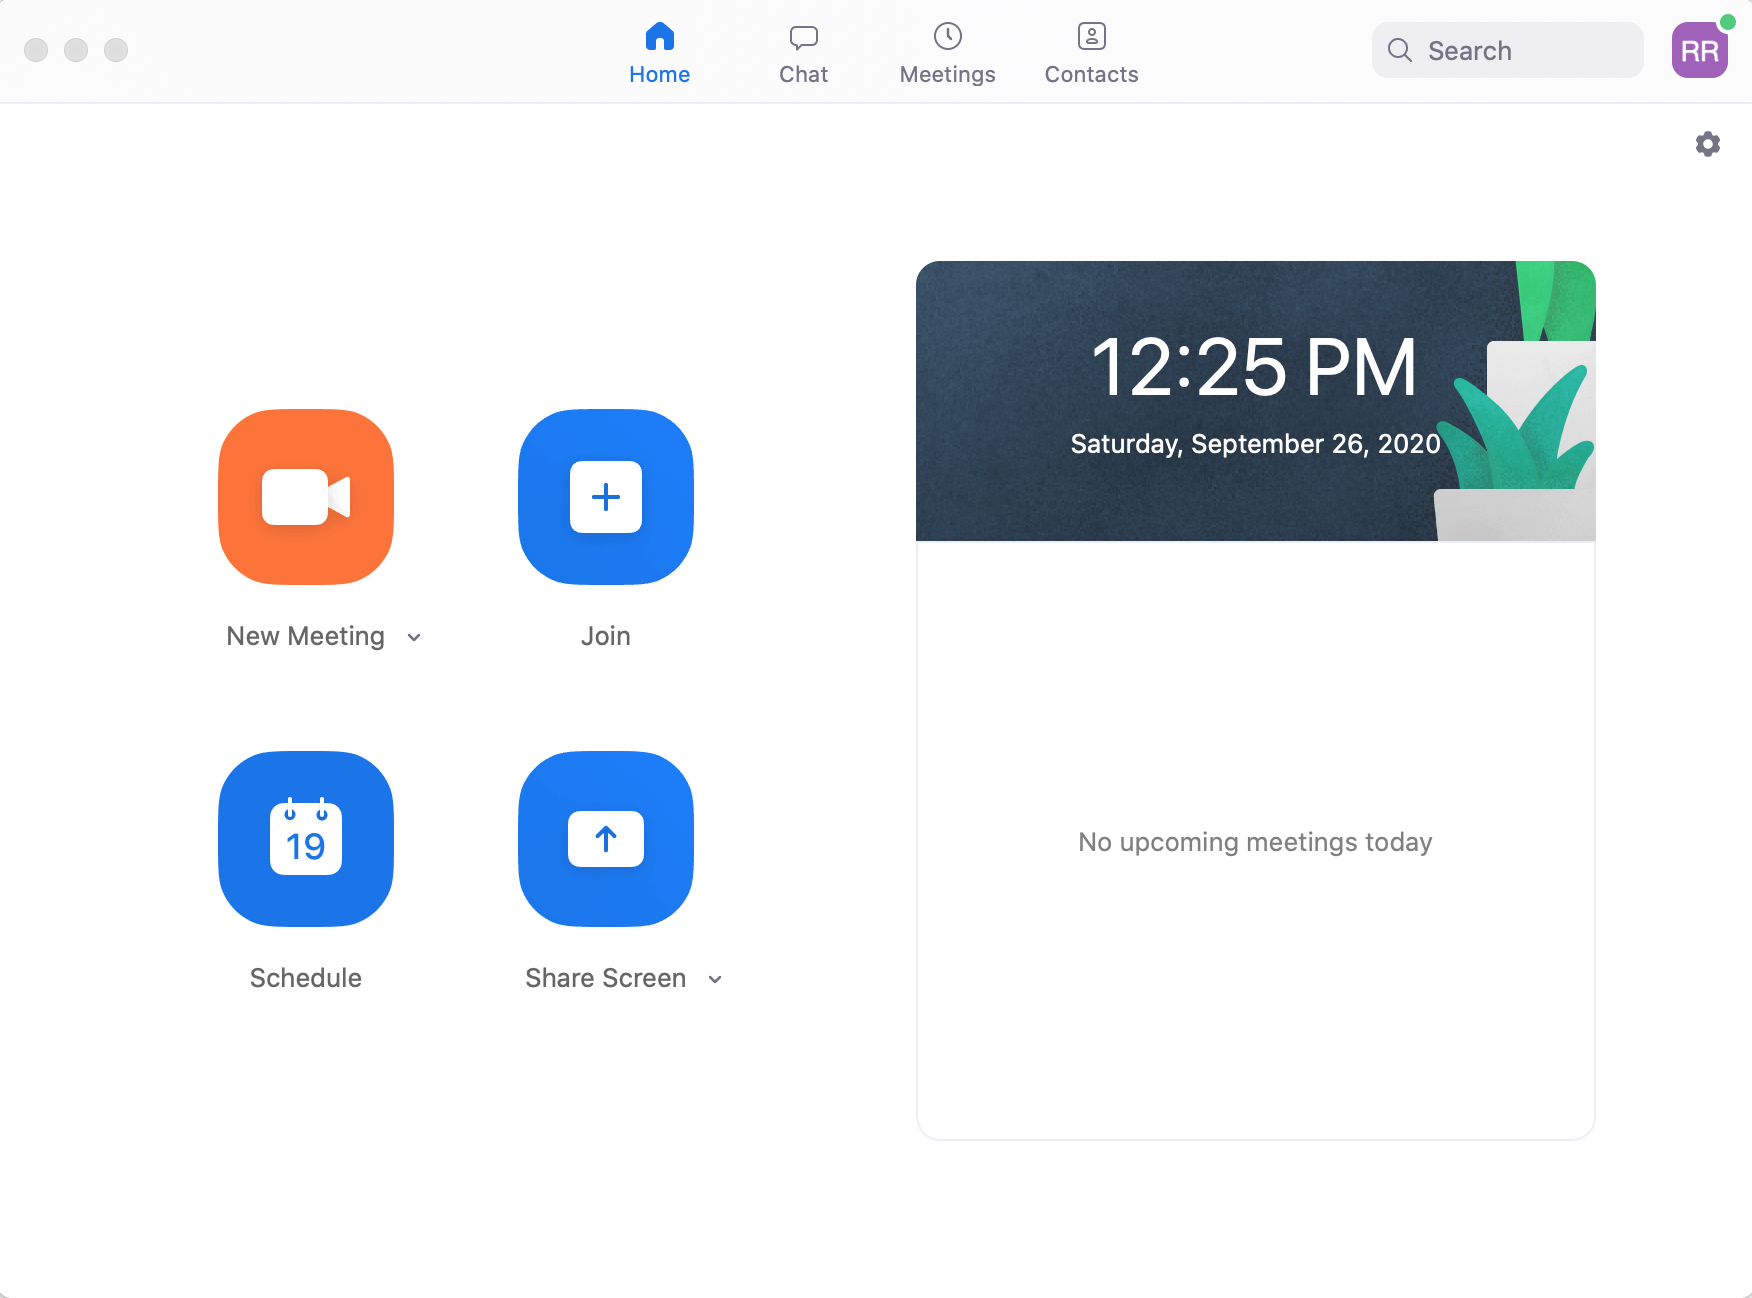 Home
Chat
Meetings
Contacts
Search
RR
12:25 PM
Saturday, September 26, 2020
New Meeting
Join
19
Schedule
Share Screen
No upcoming meetings today